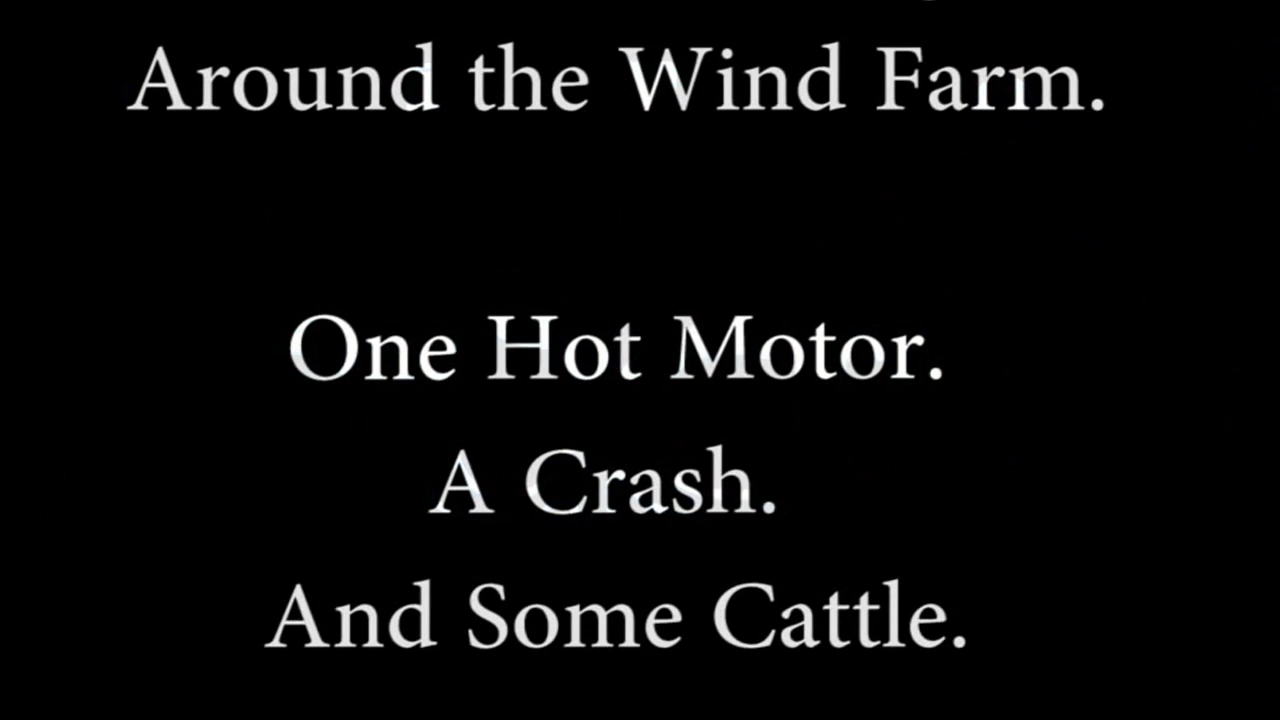 Around the Wind Farm.
One Hot Motor.
A Crash.
And Some Cattle.